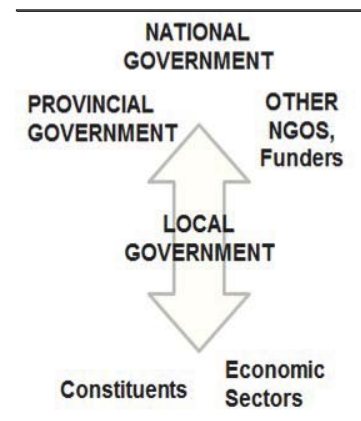 NATIONAL
GOVERNMENT
PROVINCIAL
GOVERNMENT
OTHER
NGOS,
Funders
LOCAL
GOVERNMENT
Constituents
Economic
Sectors